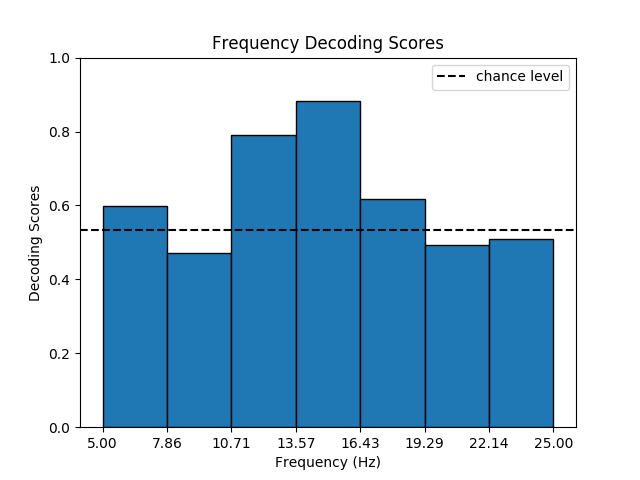 Frequency Decoding Scores
chance level
1.0
0.8
0.6
0.4
0.2
0.0
Decoding Scores
5.00 7.86 10.71 13.57 16.43 19.29 22.14 25.00
Frequency (Hz)